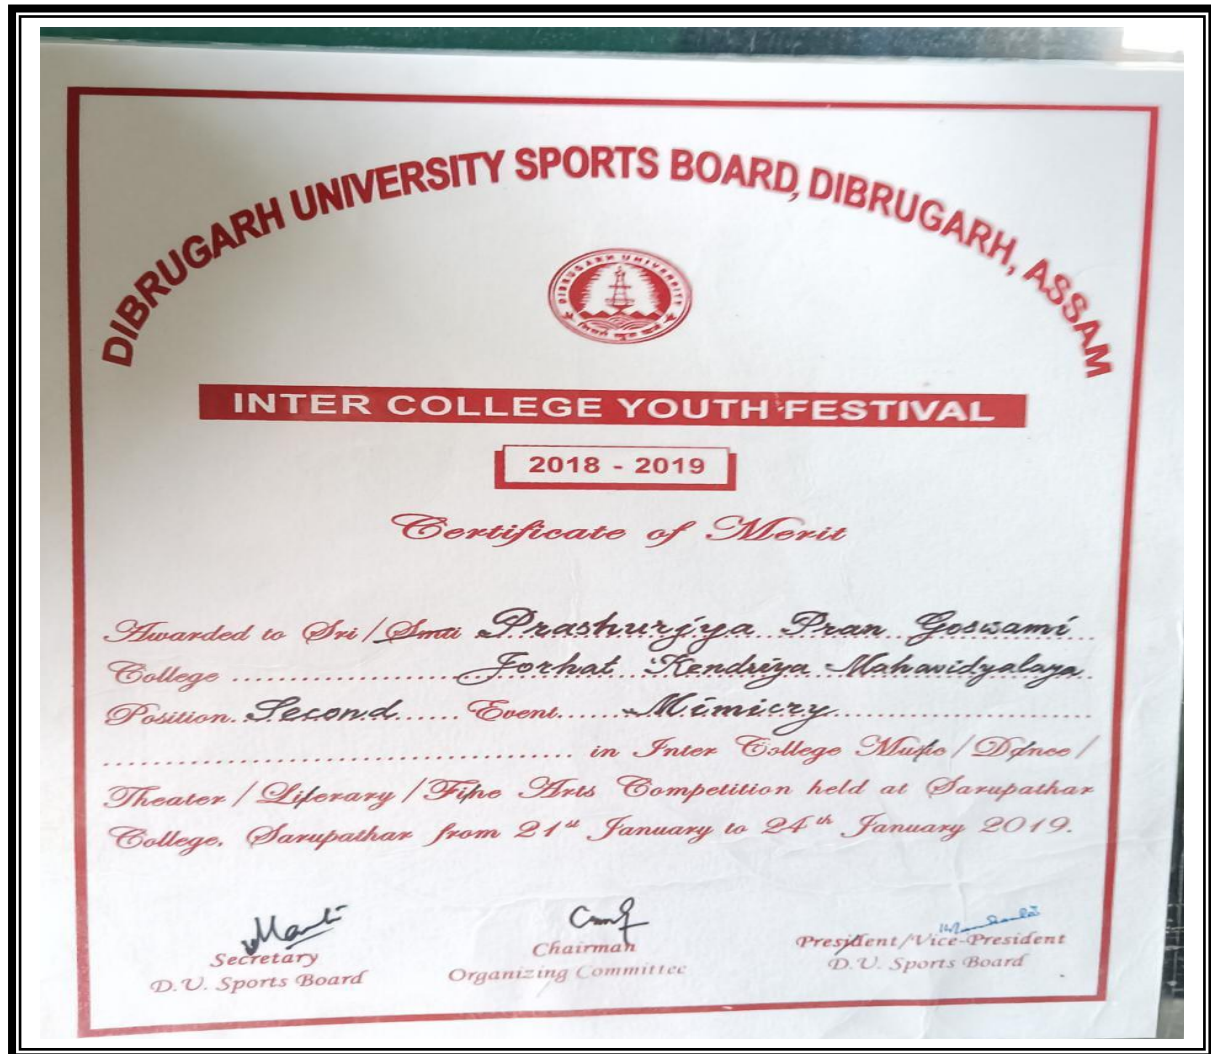 DIBRUGARH UNIVERSITY SPORTS BOARD, DIBRUGARH, ASSAM
DIBRUGARH UNIVERSITY
INTER COLLEGE YOUTH FESTIVAL
2018 - 2019
Certificate of Merit
Awarded to Sri/Smti Prashurjya Pran Goswami
College Jorhat Kendriya Mahavidyalaya
Position Second Event Mimicry
in Inter College Music/Dance/
Theater/Literary/Fine Arts Competition held at Sarupathar
College, Sarupathar from 21st January to 24th January 2019.
Secretary
D.U. Sports Board
Chairman
Organizing Committee
President/Vice-President
D.U. Sports Board